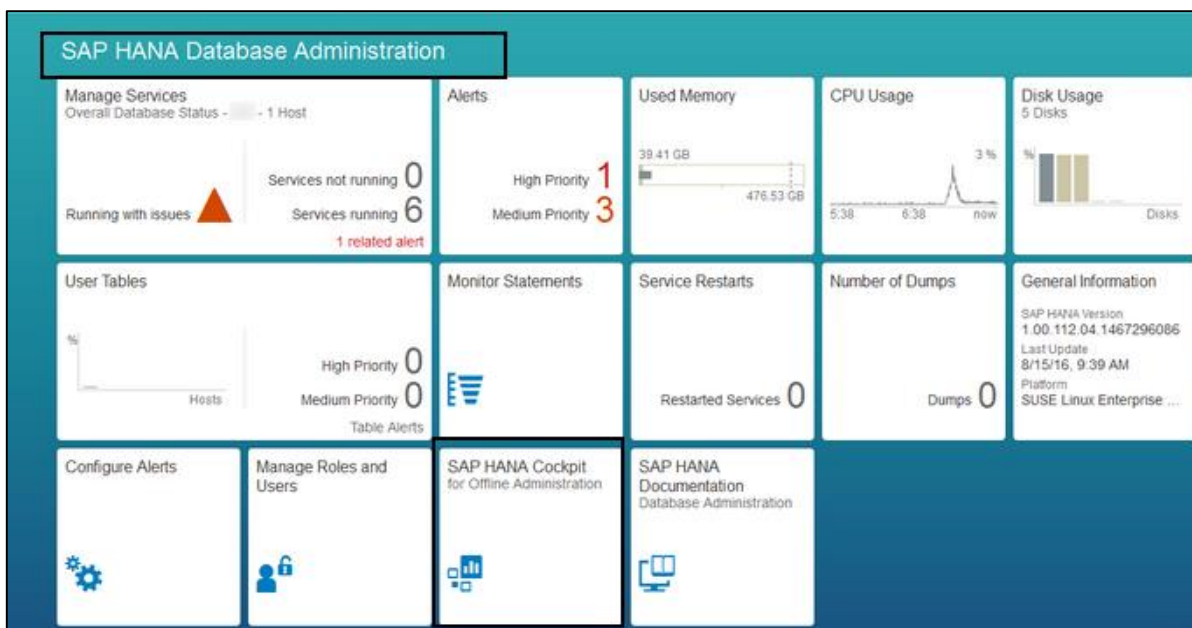 SAP HANA Database Administration
Manage Services
Overall Database Status - - 1 Host
Running with issues
Services not running 0
Services running 6
1 related alert
Alerts
High Priority 1
Medium Priority 3
Used Memory
39.41 GB
476.53 GB
CPU Usage
3 %
5:38 6:38 now
Disk Usage
5 Disks
%
Disks
User Tables
%
Hosts
High Priority 0
Medium Priority 0
Table Alerts
Monitor Statements
Service Restarts
Restarted Services 0
Number of Dumps
Dumps 0
General Information
SAP HANA Version
1.00.112.04.1467296086
Last Update
8/15/16, 9:39 AM
Platform
SUSE Linux Enterprise ...
Configure Alerts
Manage Roles and
Users
SAP HANA Cockpit
for Offline Administration
SAP HANA
Documentation
Database Administration